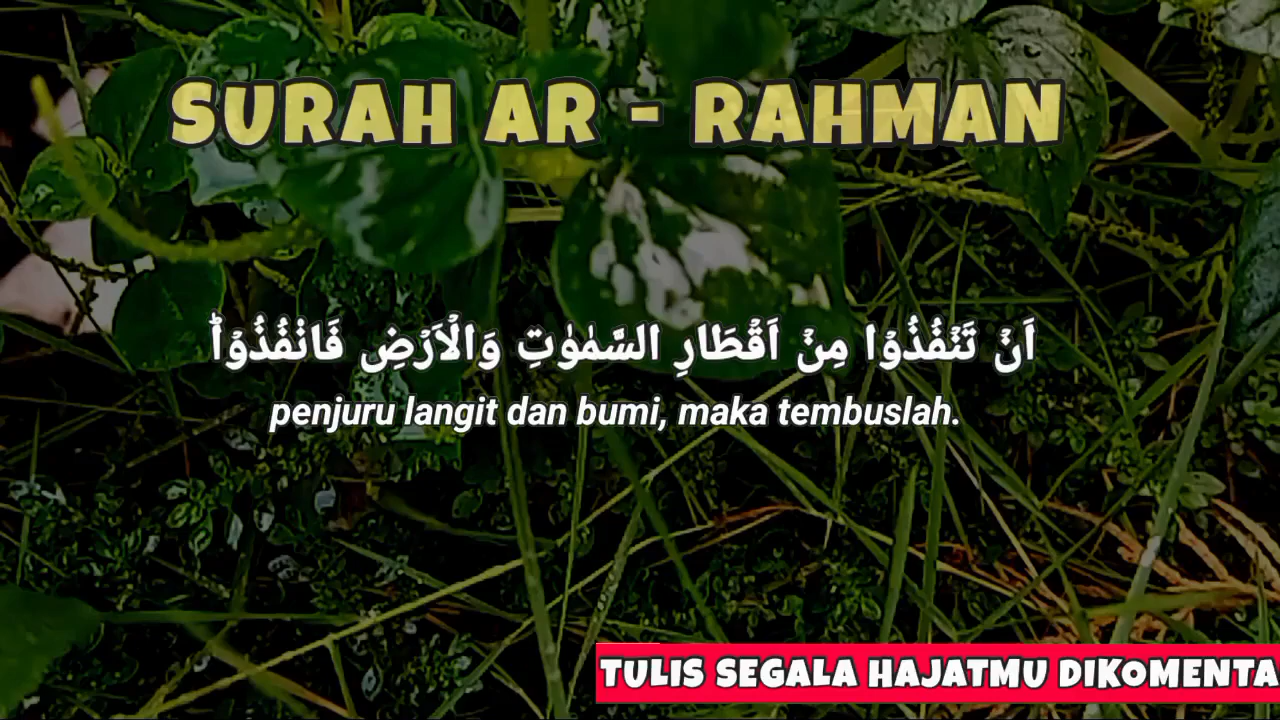 SURAH AR - RAHMAN
اَنْ تَنْفُذُوْا مِنْ اَقْطَارِ السَّمٰوٰتِ وَالْاَرْضِ فَانْفُذُوْاۗ
penjuru langit dan bumi, maka tembuslah.
TULIS SEGALA HAJATMU DIKOMENTA